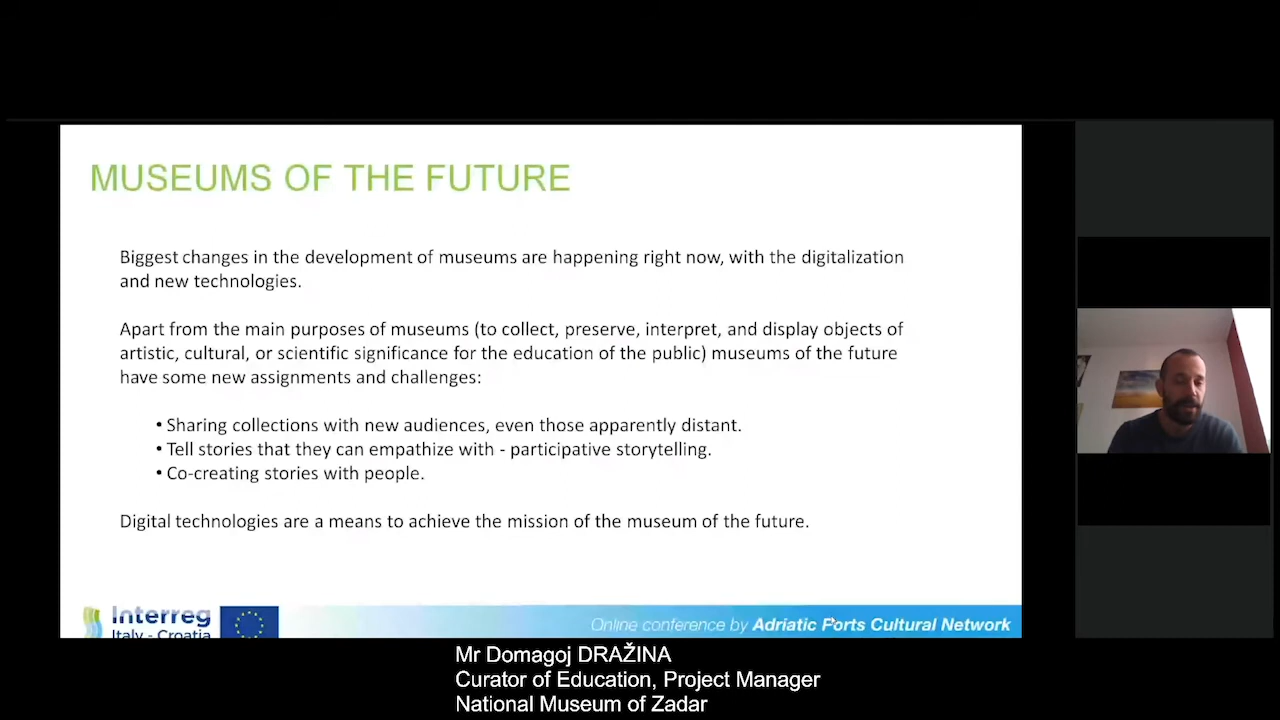 MUSEUMS OF THE FUTURE
Biggest changes in the development of museums are happening right now, with the digitalization
and new technologies.
Apart from the main purposes of museums (to collect, preserve, interpret, and display objects of
artistic, cultural, or scientific significance for the education of the public) museums of the future
have some new assignments and challenges:
• Sharing collections with new audiences, even those apparently distant.
• Tell stories that they can empathize with - participative storytelling.
• Co-creating stories with people.
Digital technologies are a means to achieve the mission of the museum of the future.
Interreg
Italy - Croatia
Online conference by Adriatic Ports Cultural Network
Mr Domagoj DRAŽINA
Curator of Education, Project Manager
National Museum of Zadar